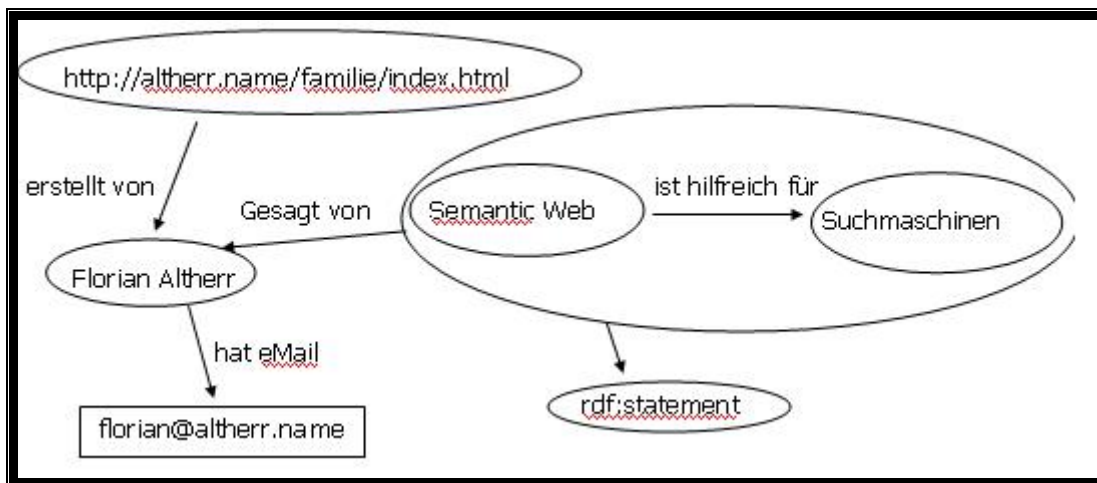 http://altherr.name/familie/index.html
erstellt von
Gesagt von
Semantic Web
ist hilfreich für
Suchmaschinen
Florian Altherr
hat eMail
florian@altherr.name
rdf:statement